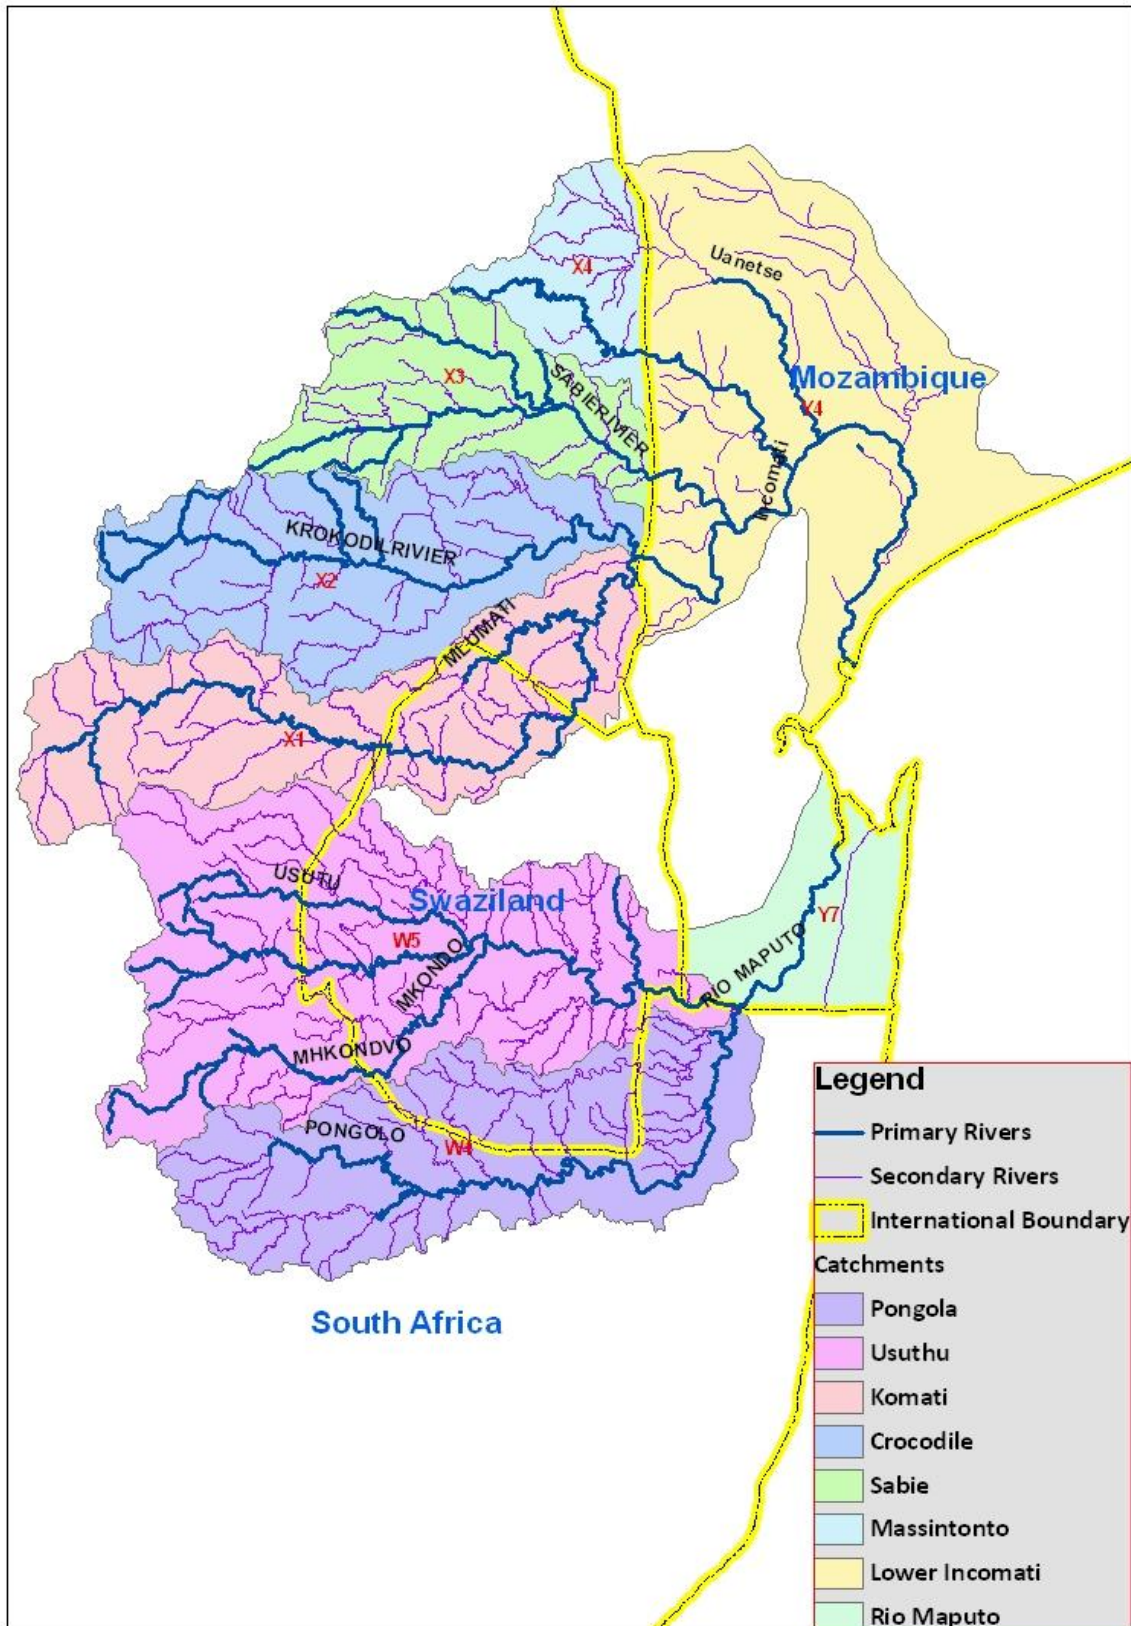 Uanetse
X4
Mozambique
X3
SABIERIVIER
Y4
Incomati
KROKODILRIVIER
X2
MLUMATI
X1
USUTU
Swaziland
W5
MKONDO
Y7
RIO MAPUTO
MHKONDVO
PONGOLO
W4
South Africa
Legend
Primary Rivers
Secondary Rivers
International Boundary
Catchments
Pongola
Usuthu
Komati
Crocodile
Sabie
Massintonto
Lower Incomati
Rio Maputo